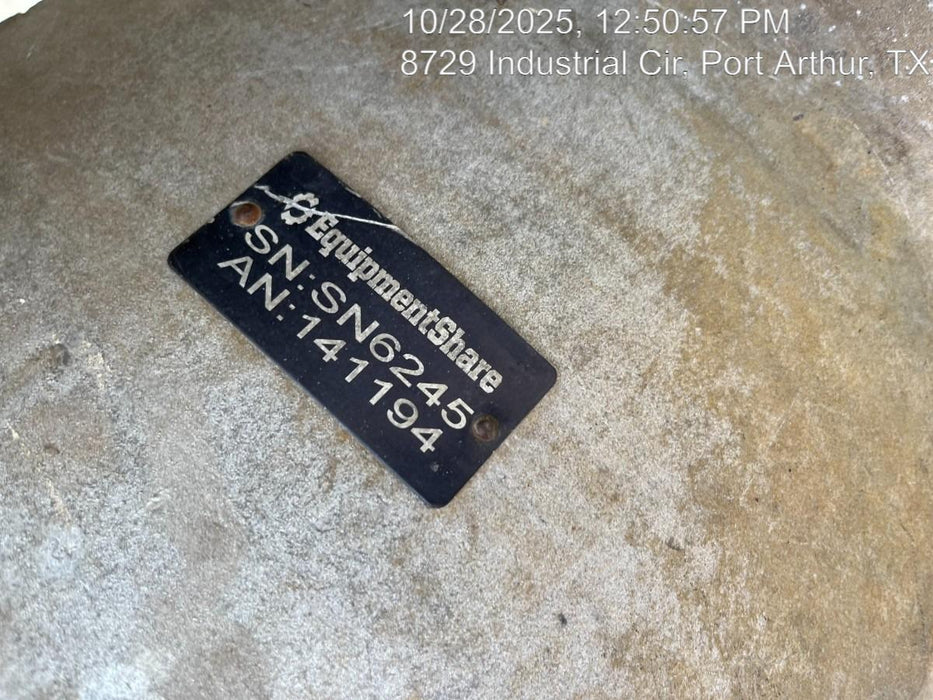 10/28/2025, 12:50:57 PM
8729 Industrial Cir, Port Arthur, TX,
EquipmentShare
SN:SN6245
AN:141194